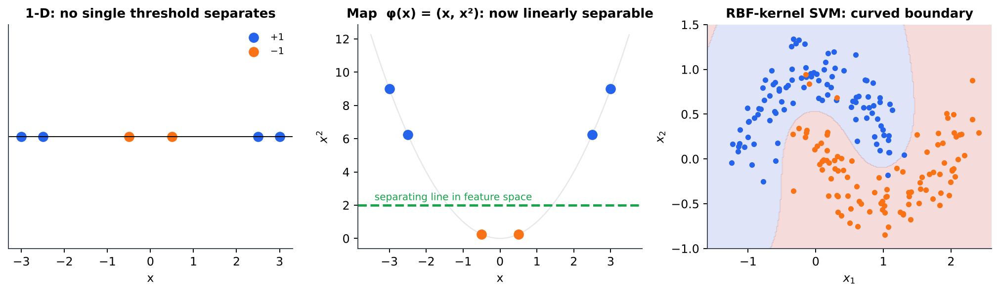 1-D: no single threshold separates
+1
−1
−3 −2 −1 0 1 2 3
x
Map φ(x) = (x, x²): now linearly separable
x²
12
10
8
6
4
2
0
separating line in feature space
−3 −2 −1 0 1 2 3
x
RBF-kernel SVM: curved boundary
x₂
1.5
1.0
0.5
0.0
−0.5
−1.0
−1 0 1 2
x₁